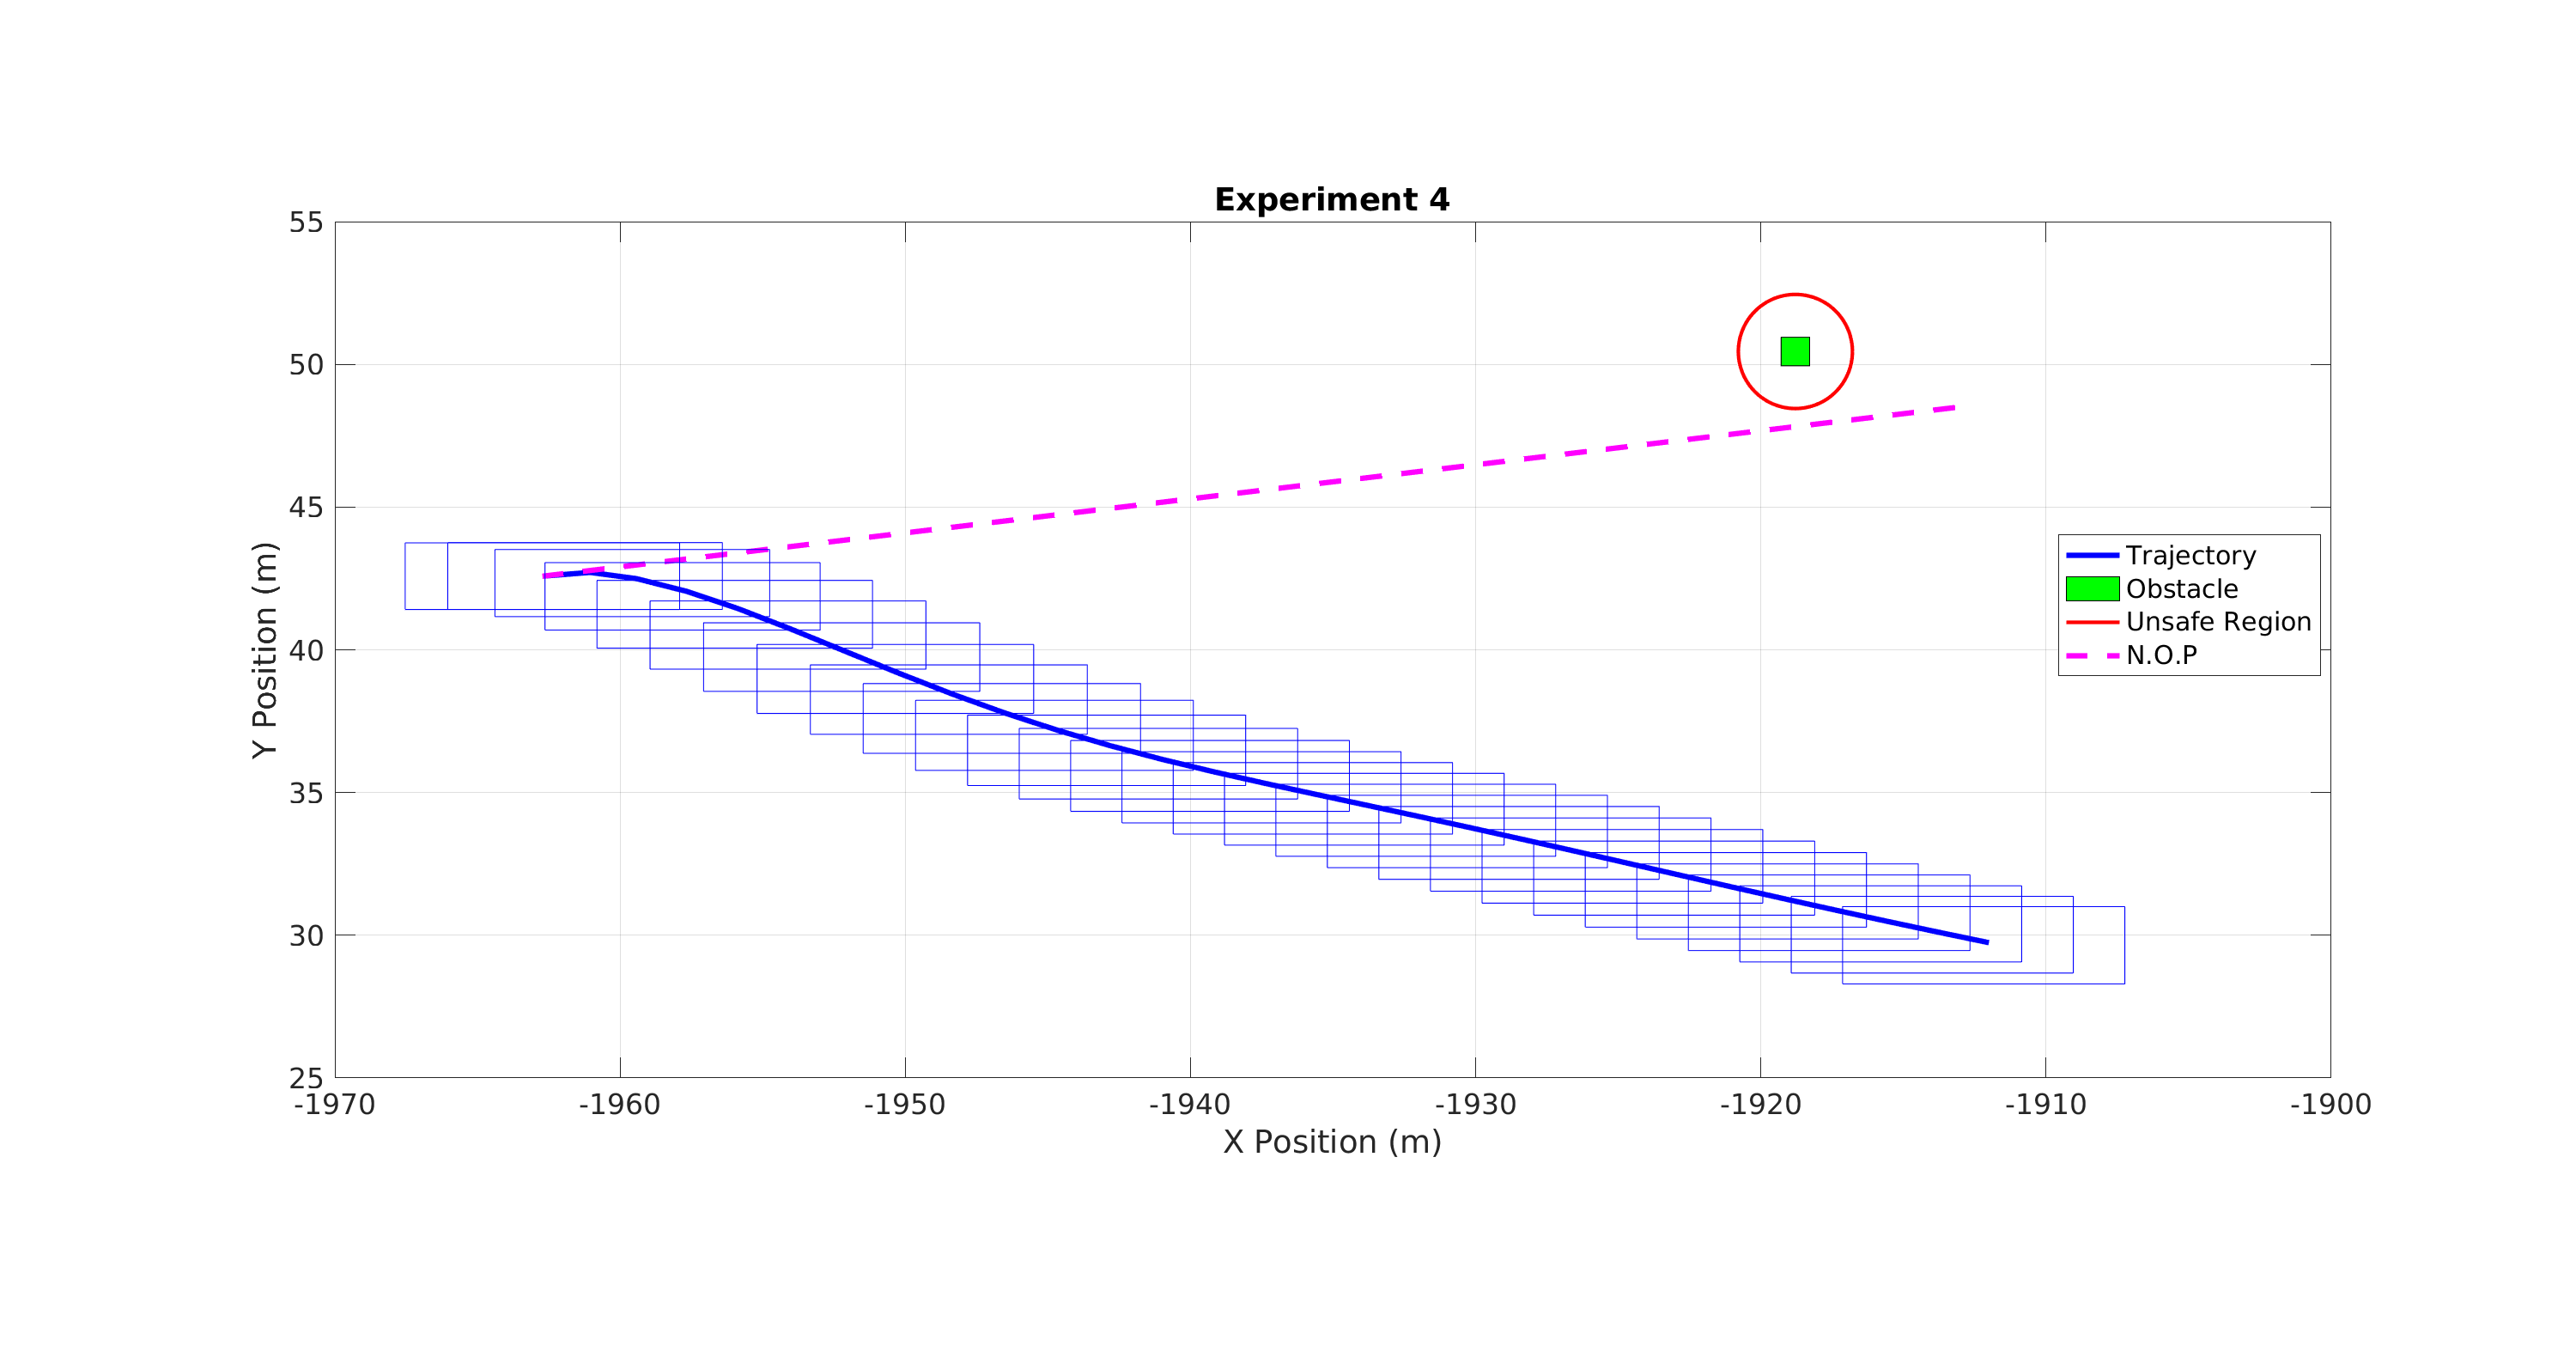 Experiment 4
55
50
45
40
35
30
25
Y Position (m)
-1970 -1960 -1950 -1940 -1930 -1920 -1910 -1900
X Position (m)
Trajectory
Obstacle
Unsafe Region
N.O.P